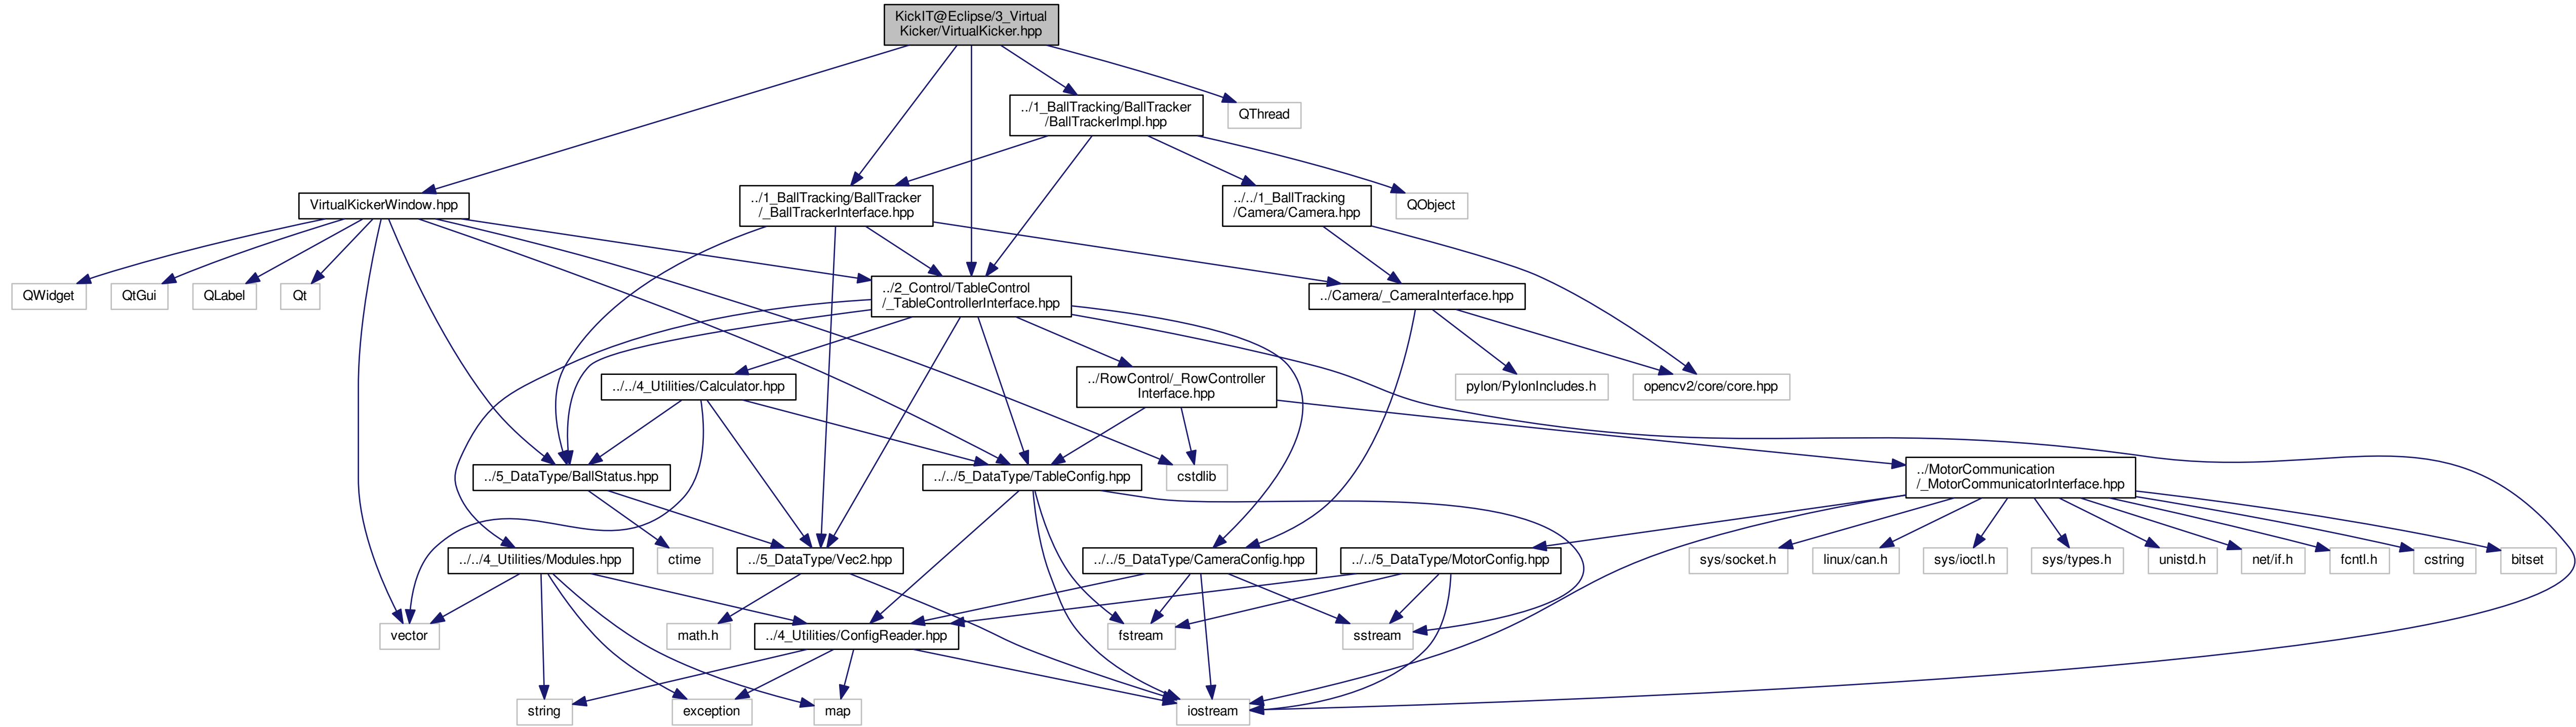 KickIT@Eclipse/3_Virtual
Kicker/VirtualKicker.hpp
../1_BallTracking/BallTracker
/BallTrackerImpl.hpp
QThread
VirtualKickerWindow.hpp
../1_BallTracking/BallTracker
/_BallTrackerInterface.hpp
../../1_BallTracking
/Camera/Camera.hpp
QObject
QWidget
QtGui
QLabel
Qt
../2_Control/TableControl
/_TableControllerInterface.hpp
../Camera/_CameraInterface.hpp
../../4_Utilities/Calculator.hpp
../RowControl/_RowController
Interface.hpp
pylon/PylonIncludes.h
opencv2/core/core.hpp
../5_DataType/BallStatus.hpp
../../5_DataType/TableConfig.hpp
cstdlib
../MotorCommunication
/_MotorCommunicatorInterface.hpp
../../4_Utilities/Modules.hpp
ctime
../5_DataType/Vec2.hpp
../../5_DataType/CameraConfig.hpp
../../5_DataType/MotorConfig.hpp
sys/socket.h
linux/can.h
sys/ioctl.h
sys/types.h
unistd.h
net/if.h
fcntl.h
cstring
bitset
vector
math.h
../4_Utilities/ConfigReader.hpp
fstream
sstream
string
exception
map
iostream